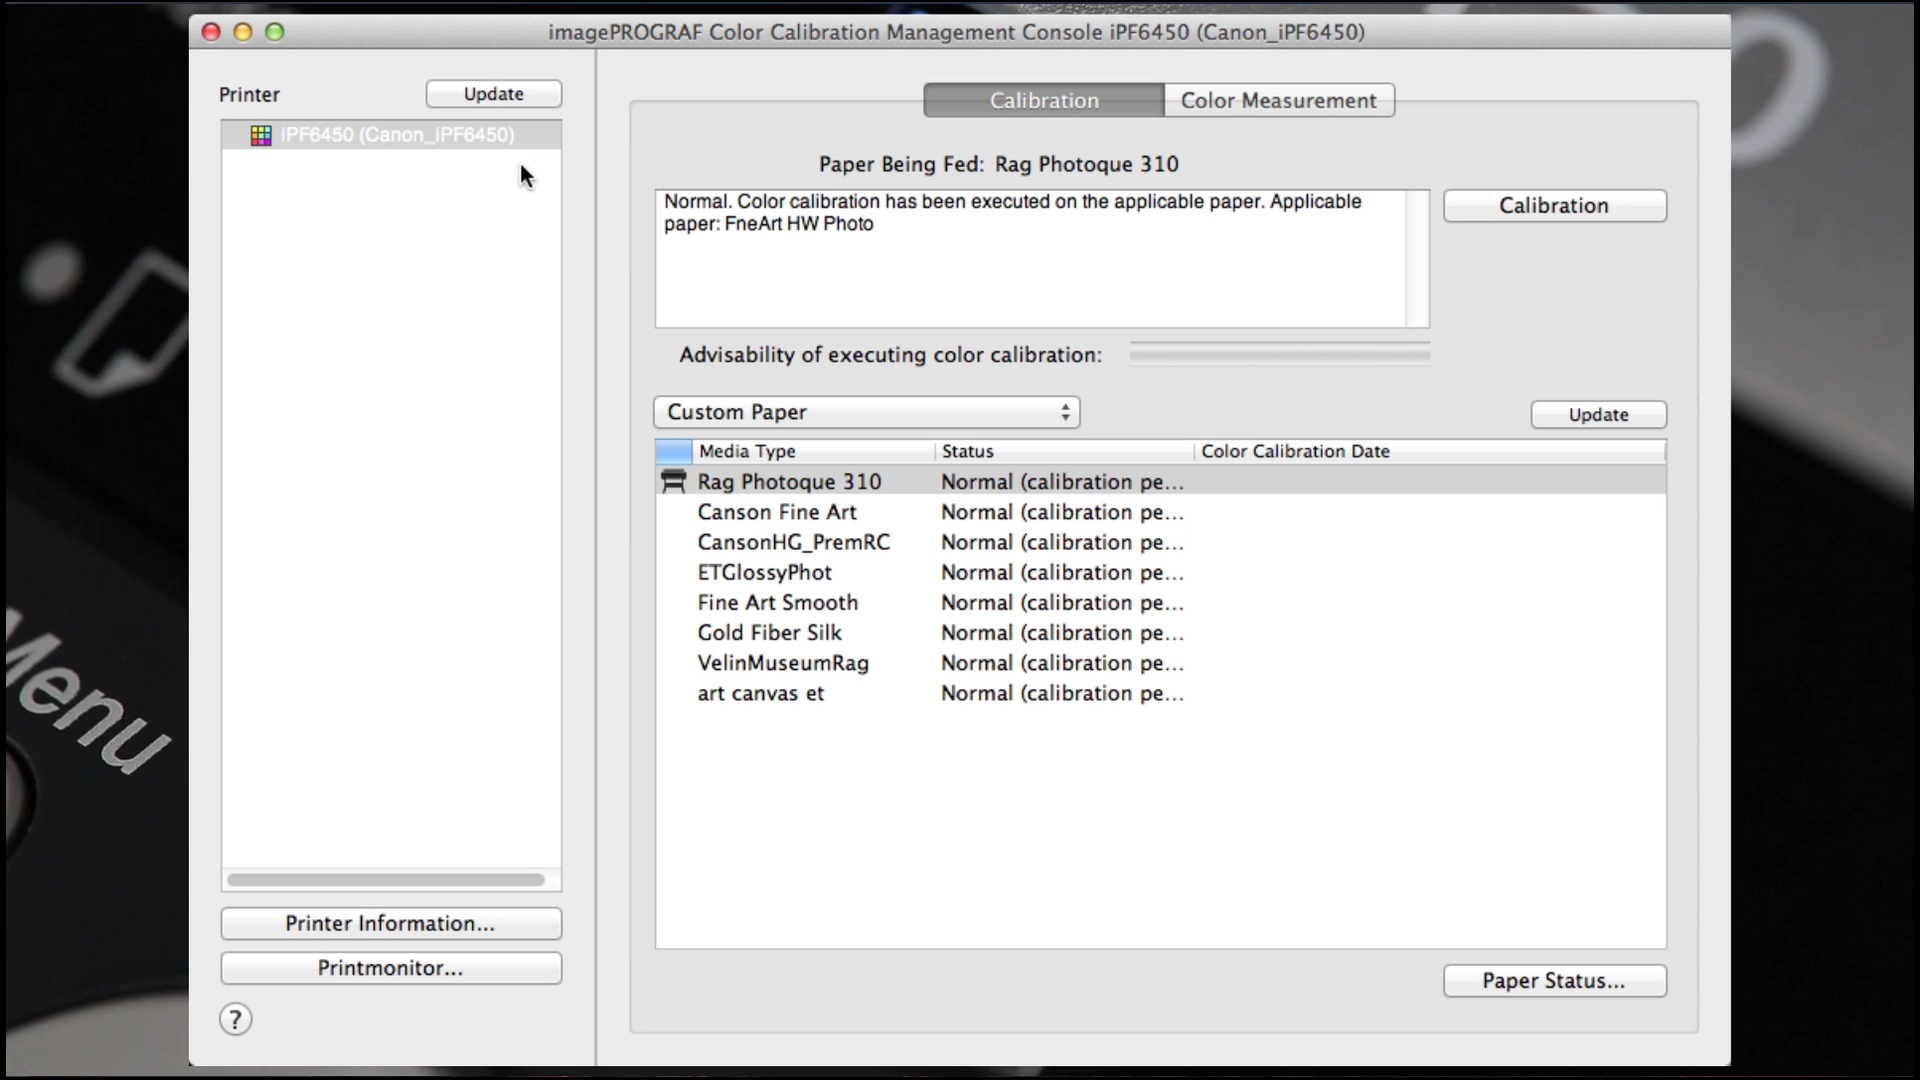 imagePROGRAF Color Calibration Management Console iPF6450 (Canon_iPF6450)
Printer
Update
iPF6450 (Canon_iPF6450)
Printer Information...
Printmonitor...
?
Calibration
Color Measurement
Paper Being Fed: Rag Photoque 310
Normal. Color calibration has been executed on the applicable paper. Applicable
paper: FneArt HW Photo
Calibration
Advisability of executing color calibration:
Custom Paper
Update
Media Type Status Color Calibration Date
Rag Photoque 310 Normal (calibration pe...
Canson Fine Art Normal (calibration pe...
CansonHG_PremRC Normal (calibration pe...
ETGlossyPhot Normal (calibration pe...
Fine Art Smooth Normal (calibration pe...
Gold Fiber Silk Normal (calibration pe...
VelinMuseumRag Normal (calibration pe...
art canvas et Normal (calibration pe...
Paper Status...
Menu